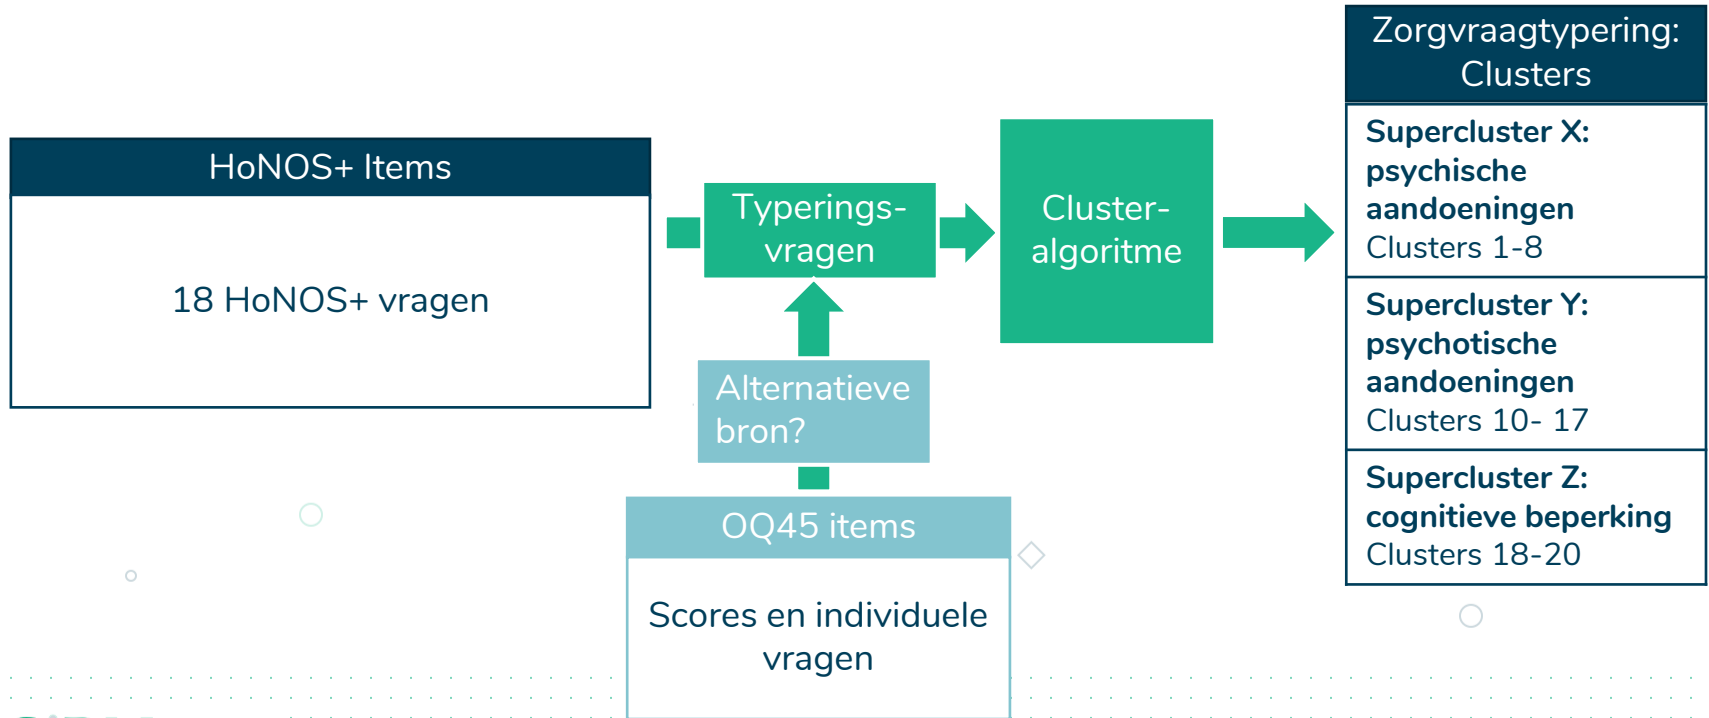 HoNOS+ Items
18 HoNOS+ vragen
Typerings-
vragen
Alternatieve
bron?
OQ45 items
Scores en individuele
vragen
Cluster-
algoritme
Zorgvraagtypering:
Clusters
Supercluster X:
psychische
aandoeningen
Clusters 1-8
Supercluster Y:
psychotische
aandoeningen
Clusters 10- 17
Supercluster Z:
cognitieve beperking
Clusters 18-20